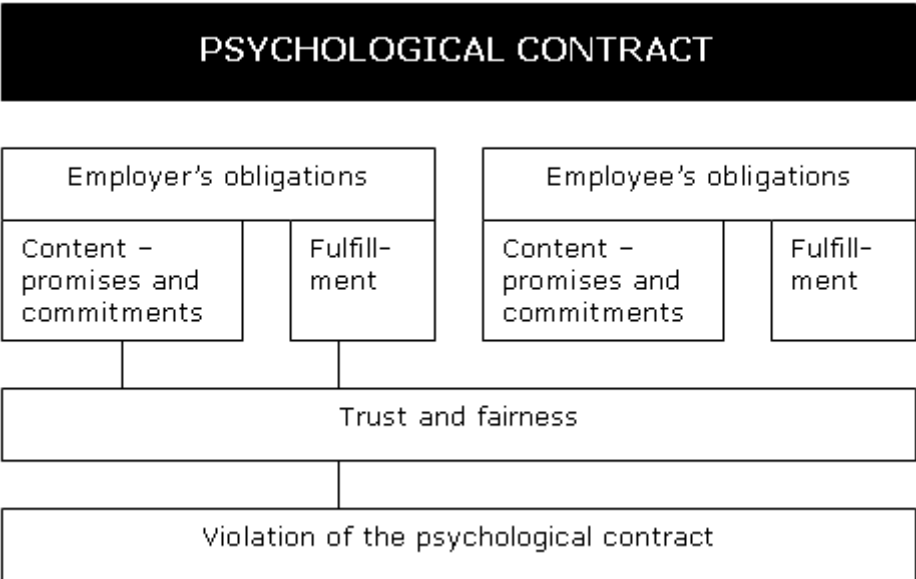 PSYCHOLOGICAL CONTRACT
Employer's obligations
Content –
promises and
commitments
Fulfill-
ment
Employee's obligations
Content –
promises and
commitments
Fulfill-
ment
Trust and fairness
Violation of the psychological contract